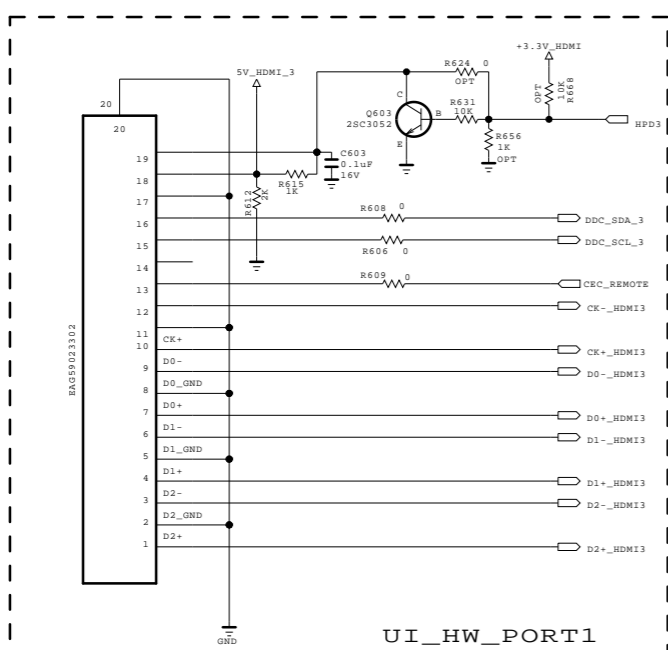 +3.3V_HDMI
R624 0
OPT
5V_HDMI_3
OPT
10K
R668
C
Q603
2SC3052
B
R631
10K
E
HPD3
R656
1K
OPT
20
20
C603
0.1uF
16V
19
18
R615
1K
R612
2K
17
16
R608 0
DDC_SDA_3
15
R606 0
DDC_SCL_3
14
13
R609 0
CEC_REMOTE
12
CK-_HDMI3
11
10
CK+
CK+_HDMI3
9
D0-
D0-_HDMI3
8
D0_GND
7
D0+
D0+_HDMI3
6
D1-
D1-_HDMI3
5
D1_GND
4
D1+
D1+_HDMI3
3
D2-
D2-_HDMI3
2
D2_GND
1
D2+
D2+_HDMI3
EAG59023302
GND
UI_HW_PORT1